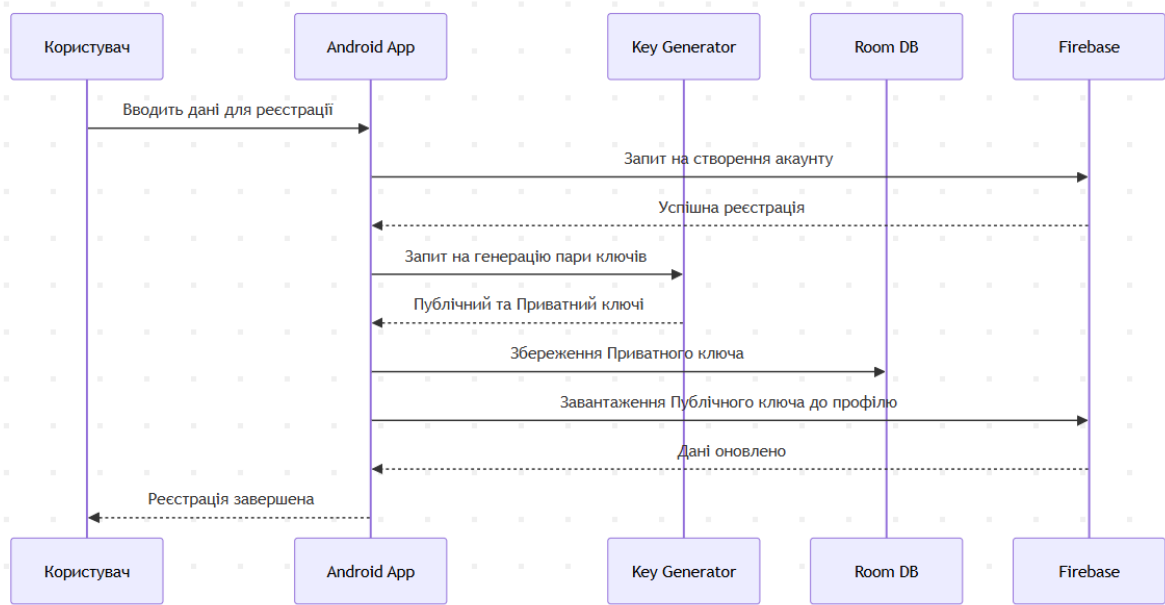 Користувач
Android App
Key Generator
Room DB
Firebase
Вводить дані для реєстрації
Запит на створення акаунту
Успішна реєстрація
Запит на генерацію пари ключів
Публічний та Приватний ключі
Збереження Приватного ключа
Завантаження Публічного ключа до профілю
Дані оновлено
Реєстрація завершена
Користувач
Android App
Key Generator
Room DB
Firebase